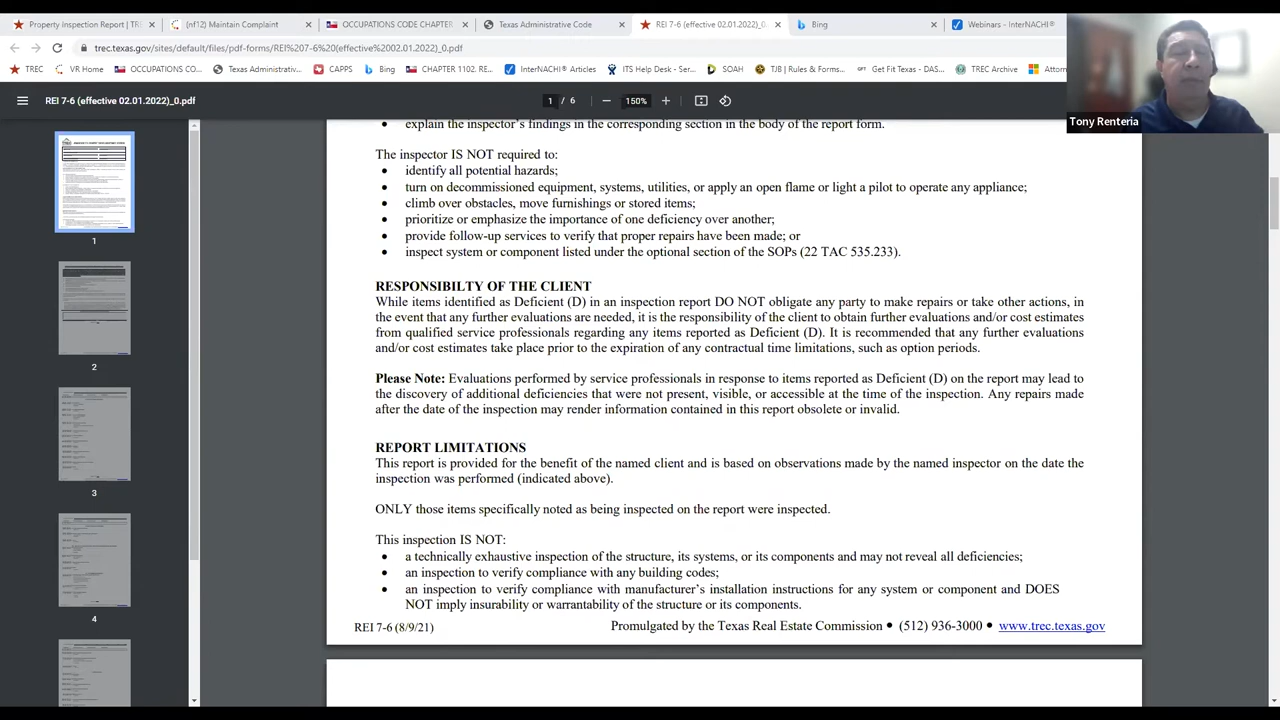 Property Inspection Report | TRE
(nf12) Maintain Complaint
OCCUPATIONS CODE CHAPTER
Texas Administrative Code
REI 7-6 (effective 02.01.2022)_0.p
Bing
Webinars - InterNACHI®
trec.texas.gov/sites/default/files/pdf-forms/REI%207-6%20(effective%2002.01.2022)_0.pdf
TREC
VR Home
OCCUPATIONS CO...
Texas Administrativ...
CAPPS
Bing
CHAPTER 1102. RE...
InterNACHI® Articles
ITS Help Desk - Ser...
SOAH
TJB | Rules & Forms...
Get Fit Texas - DAS...
TREC Archive
Attorn
REI 7-6 (effective 02.01.2022)_0.pdf
1 / 6
150%
Tony Renteria
• explain the inspector's findings in the corresponding section in the body of the report form.
The inspector IS NOT required to:
• identify all potential hazards;
• turn on decommissioned equipment, systems, utilities, or apply an open flame or light a pilot to operate any appliance;
• climb over obstacles, move furnishings or stored items;
• prioritize or emphasize the importance of one deficiency over another;
• provide follow-up services to verify that proper repairs have been made; or
• inspect system or component listed under the optional section of the SOPs (22 TAC 535.233).
RESPONSIBILTY OF THE CLIENT
While items identified as Deficient (D) in an inspection report DO NOT obligate any party to make repairs or take other actions, in
the event that any further evaluations are needed, it is the responsibility of the client to obtain further evaluations and/or cost estimates
from qualified service professionals regarding any items reported as Deficient (D). It is recommended that any further evaluations
and/or cost estimates take place prior to the expiration of any contractual time limitations, such as option periods.
Please Note: Evaluations performed by service professionals in response to items reported as Deficient (D) on the report may lead to
the discovery of additional deficiencies that were not present, visible, or accessible at the time of the inspection. Any repairs made
after the date of the inspection may render information contained in this report obsolete or invalid.
REPORT LIMITATIONS
This report is provided for the benefit of the named client and is based on observations made by the named inspector on the date the
inspection was performed (indicated above).
ONLY those items specifically noted as being inspected on the report were inspected.
This inspection IS NOT:
• a technically exhaustive inspection of the structure, its systems, or its components and may not reveal all deficiencies;
• an inspection to verify compliance with any building codes;
• an inspection to verify compliance with manufacturer's installation instructions for any system or component and DOES
NOT imply insurability or warrantability of the structure or its components.
REI 7-6 (8/9/21)
Promulgated by the Texas Real Estate Commission • (512) 936-3000 • www.trec.texas.gov
1
2
3
4